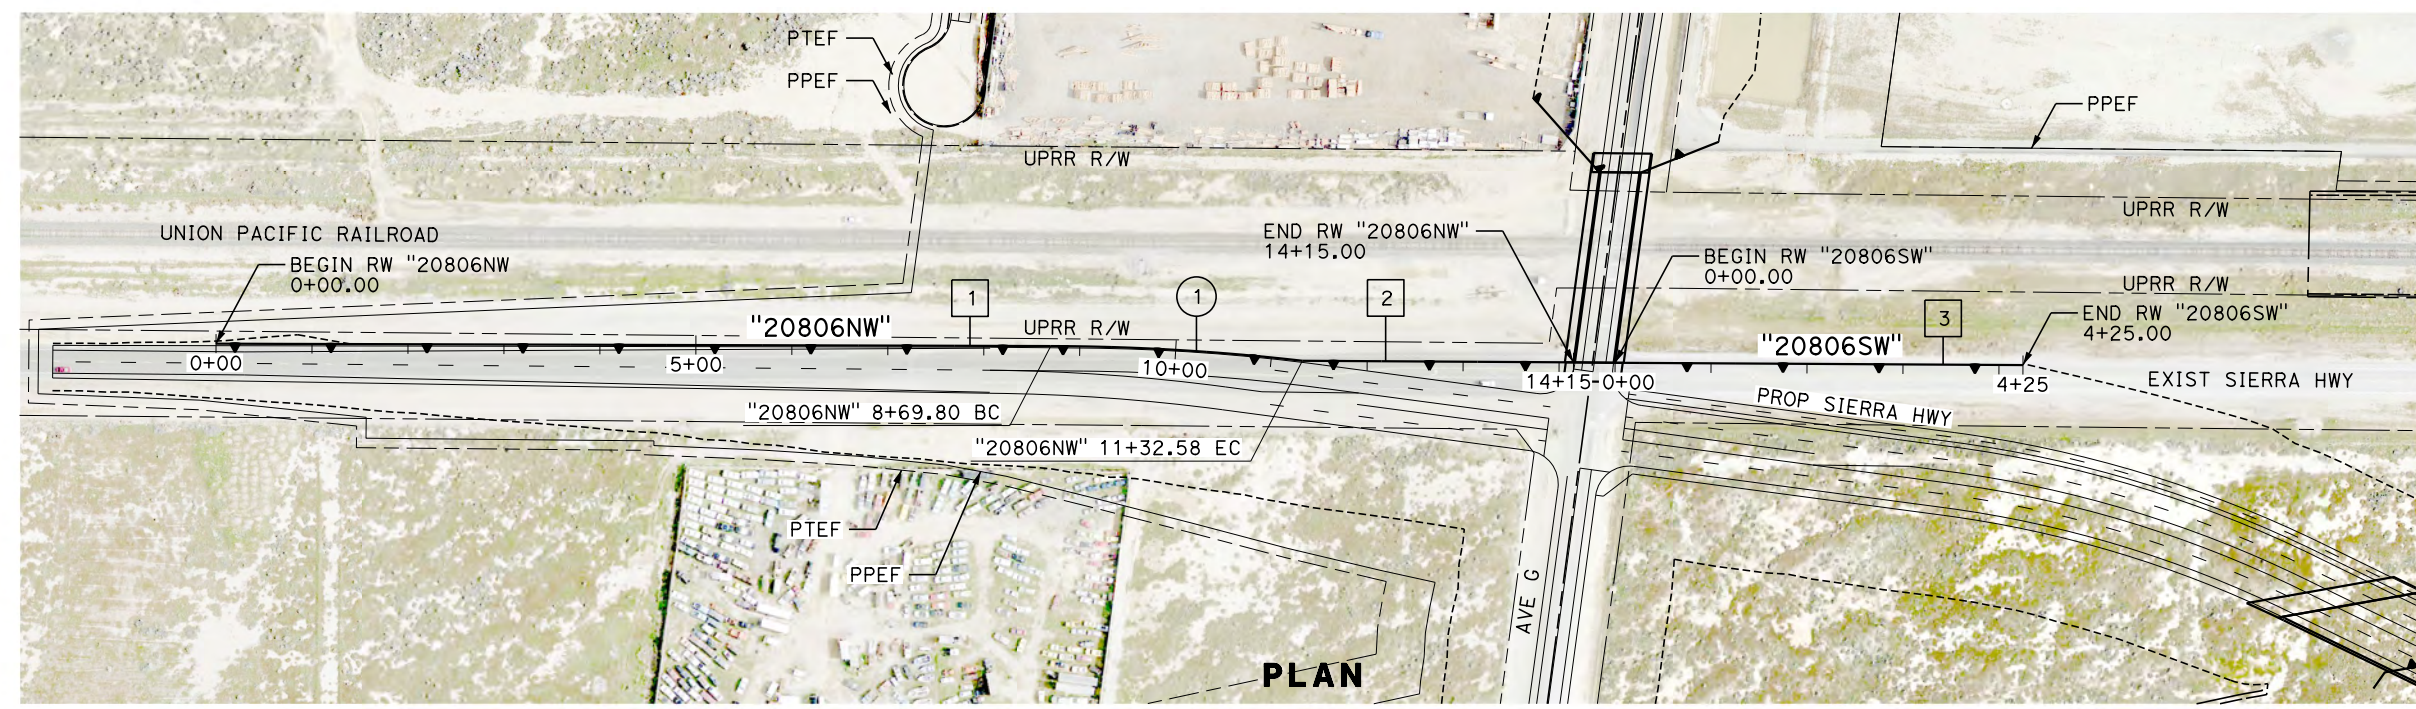 PTEF
PPEF
PPEF
UPRR R/W
UPRR R/W
UNION PACIFIC RAILROAD
BEGIN RW "20806NW
0+00.00
END RW "20806NW"
14+15.00
BEGIN RW "20806SW"
0+00.00
UPRR R/W
1
1
2
3
END RW "20806SW"
4+25.00
"20806NW"
UPRR R/W
"20806SW"
0+00
5+00
10+00
14+15-0+00
4+25
EXIST SIERRA HWY
PROP SIERRA HWY
"20806NW" 8+69.80 BC
"20806NW" 11+32.58 EC
PTEF
PPEF
AVE G
PLAN